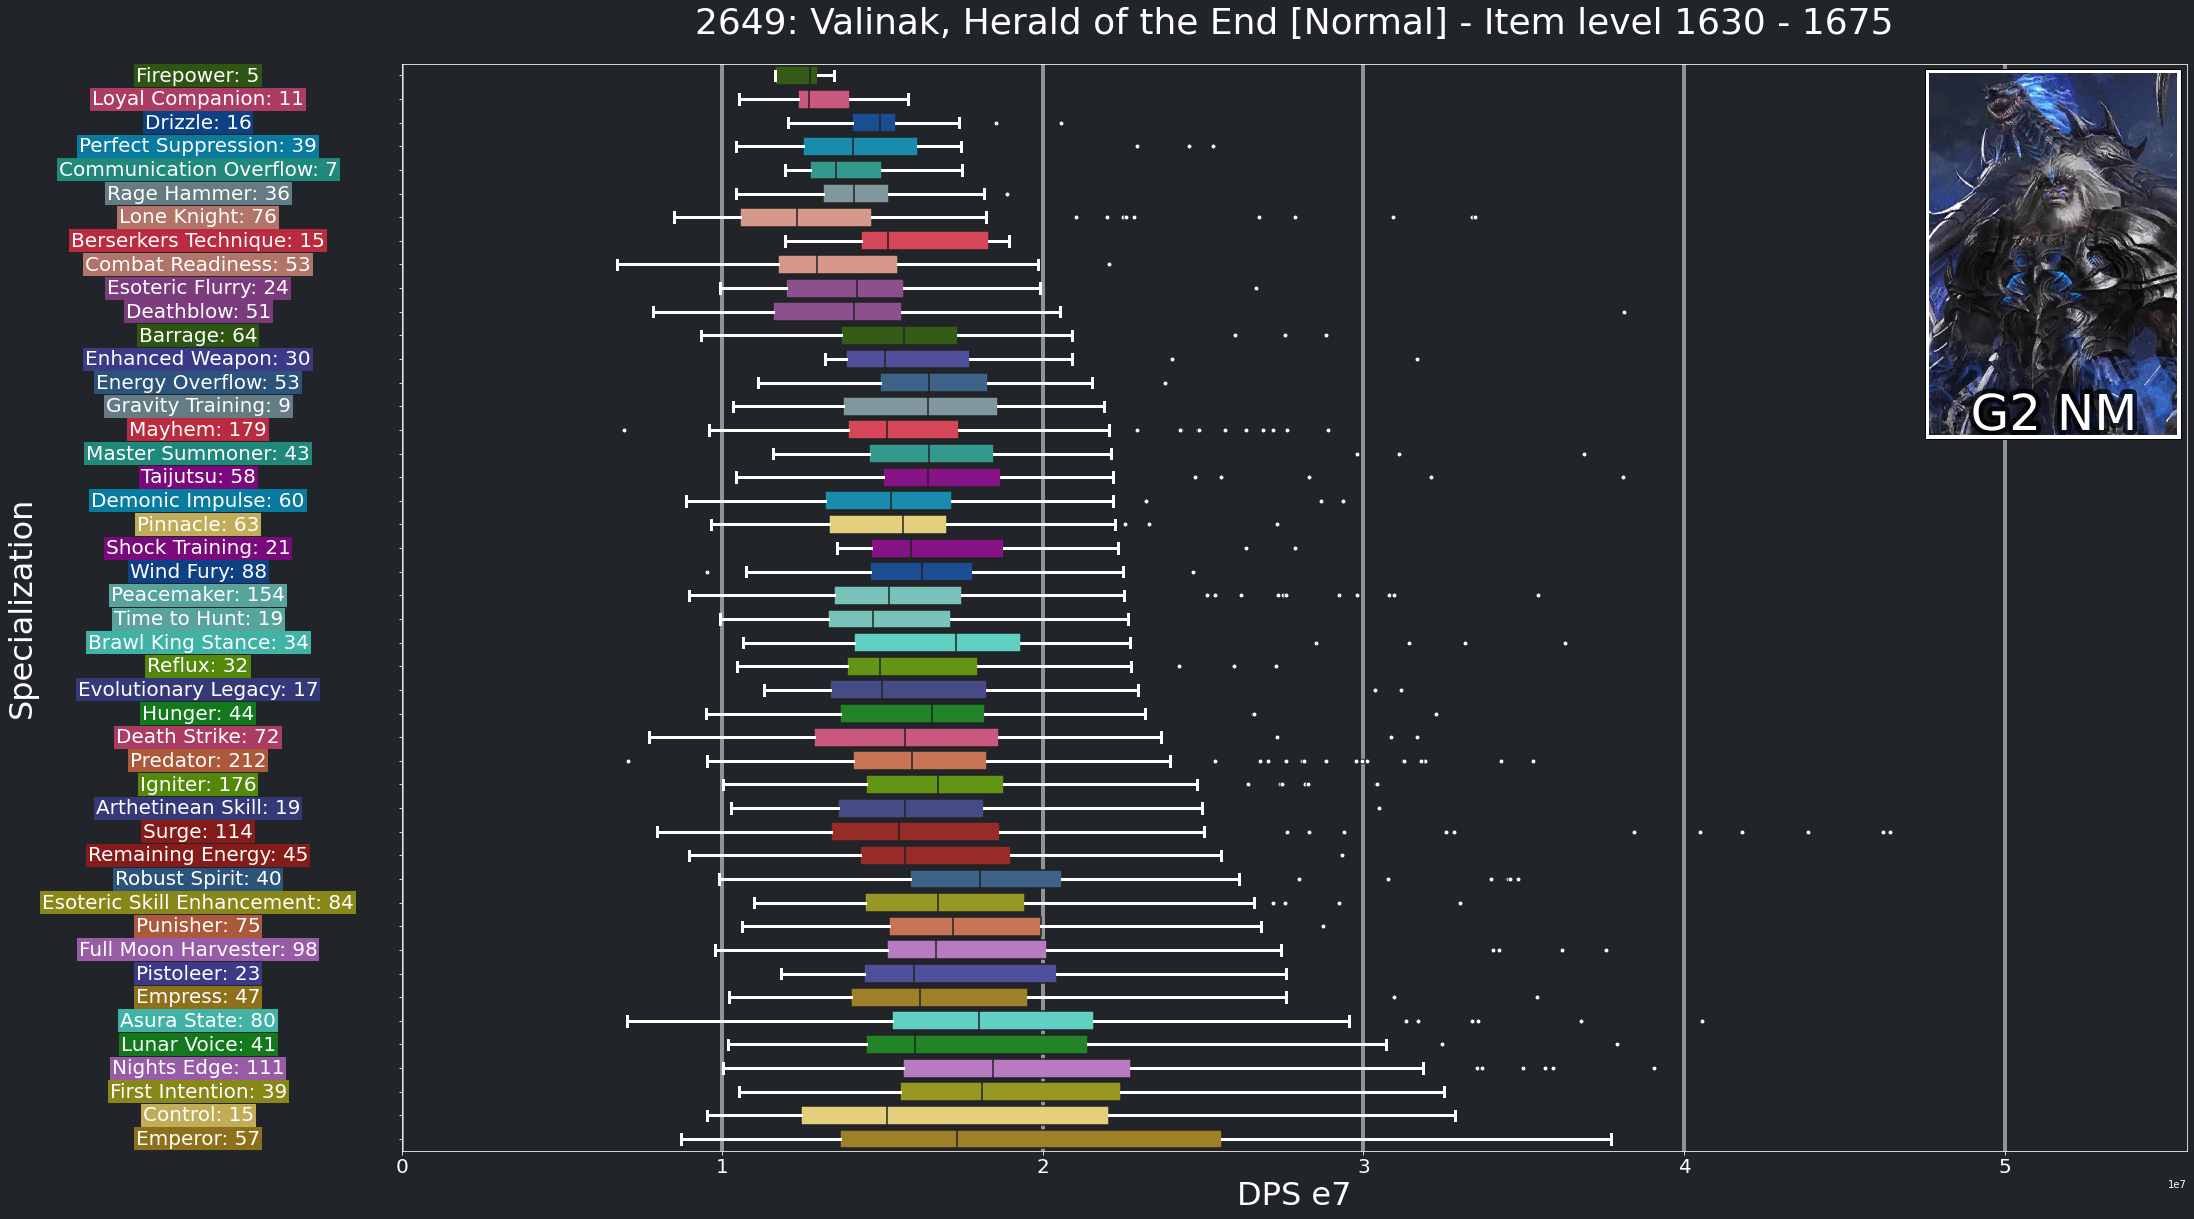 2649: Valinak, Herald of the End [Normal] - Item level 1630 - 1675
Specialization
Firepower: 5
Loyal Companion: 11
Drizzle: 16
Perfect Suppression: 39
Communication Overflow: 7
Rage Hammer: 36
Lone Knight: 76
Berserkers Technique: 15
Combat Readiness: 53
Esoteric Flurry: 24
Deathblow: 51
Barrage: 64
Enhanced Weapon: 30
Energy Overflow: 53
Gravity Training: 9
Mayhem: 179
Master Summoner: 43
Taijutsu: 58
Demonic Impulse: 60
Pinnacle: 63
Shock Training: 21
Wind Fury: 88
Peacemaker: 154
Time to Hunt: 19
Brawl King Stance: 34
Reflux: 32
Evolutionary Legacy: 17
Hunger: 44
Death Strike: 72
Predator: 212
Igniter: 176
Arthetinean Skill: 19
Surge: 114
Remaining Energy: 45
Robust Spirit: 40
Esoteric Skill Enhancement: 84
Punisher: 75
Full Moon Harvester: 98
Pistoleer: 23
Empress: 47
Asura State: 80
Lunar Voice: 41
Nights Edge: 111
First Intention: 39
Control: 15
Emperor: 57
G2 NM
0 1 2 3 4 5
1e7
DPS e7